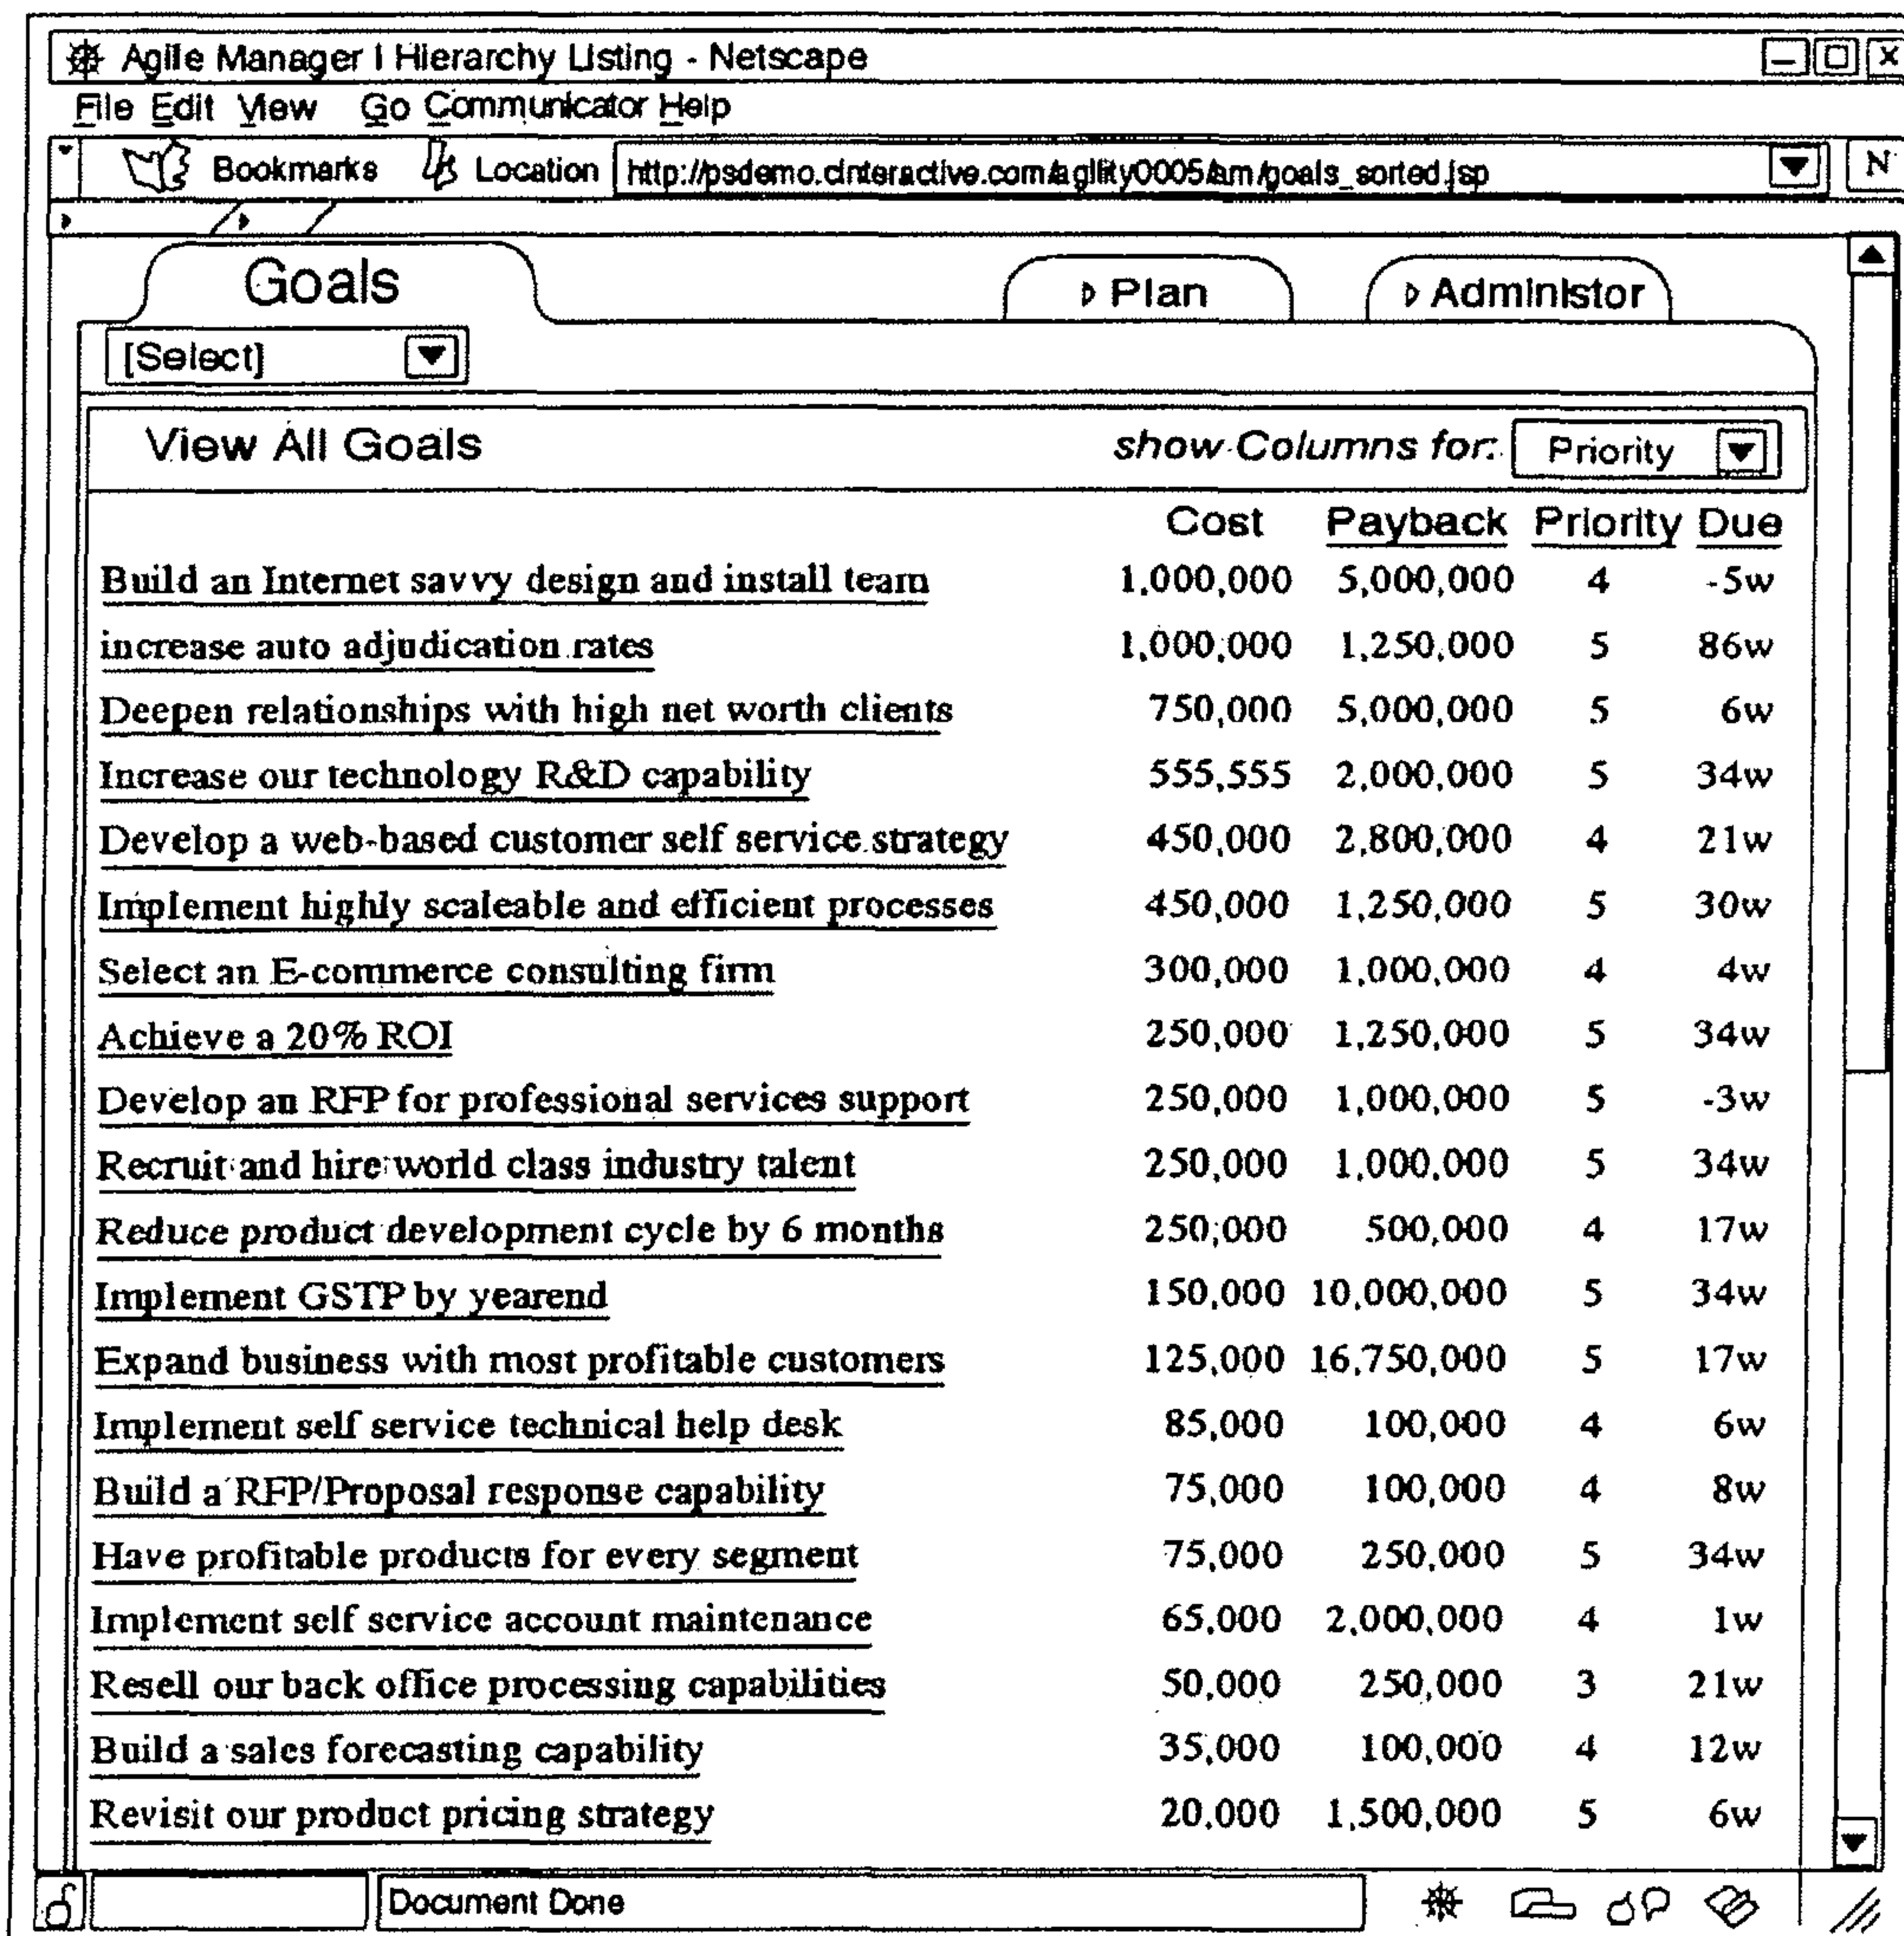 Agile Manager I Hierarchy Listing - Netscape
File Edit View Go Communicator Help
Bookmarks Location http://psdemo.clnteractive.com/agility0005/am/goals_sorted.jsp N
Goals Plan Administor
[Select]
View All Goals show Columns for: Priority
Cost Payback Priority Due
Build an Internet savvy design and install team 1,000,000 5,000,000 4 -5w
increase auto adjudication rates 1,000,000 1,250,000 5 86w
Deepen relationships with high net worth clients 750,000 5,000,000 5 6w
Increase our technology R&D capability 555,555 2,000,000 5 34w
Develop a web-based customer self service strategy 450,000 2,800,000 4 21w
Implement highly scaleable and efficient processes 450,000 1,250,000 5 30w
Select an E-commerce consulting firm 300,000 1,000,000 4 4w
Achieve a 20% ROI 250,000 1,250,000 5 34w
Develop an RFP for professional services support 250,000 1,000,000 5 -3w
Recruit and hire world class industry talent 250,000 1,000,000 5 34w
Reduce product development cycle by 6 months 250,000 500,000 4 17w
Implement GSTP by yearend 150,000 10,000,000 5 34w
Expand business with most profitable customers 125,000 16,750,000 5 17w
Implement self service technical help desk 85,000 100,000 4 6w
Build a RFP/Proposal response capability 75,000 100,000 4 8w
Have profitable products for every segment 75,000 250,000 5 34w
Implement self service account maintenance 65,000 2,000,000 4 1w
Resell our back office processing capabilities 50,000 250,000 3 21w
Build a sales forecasting capability 35,000 100,000 4 12w
Revisit our product pricing strategy 20,000 1,500,000 5 6w
Document Done